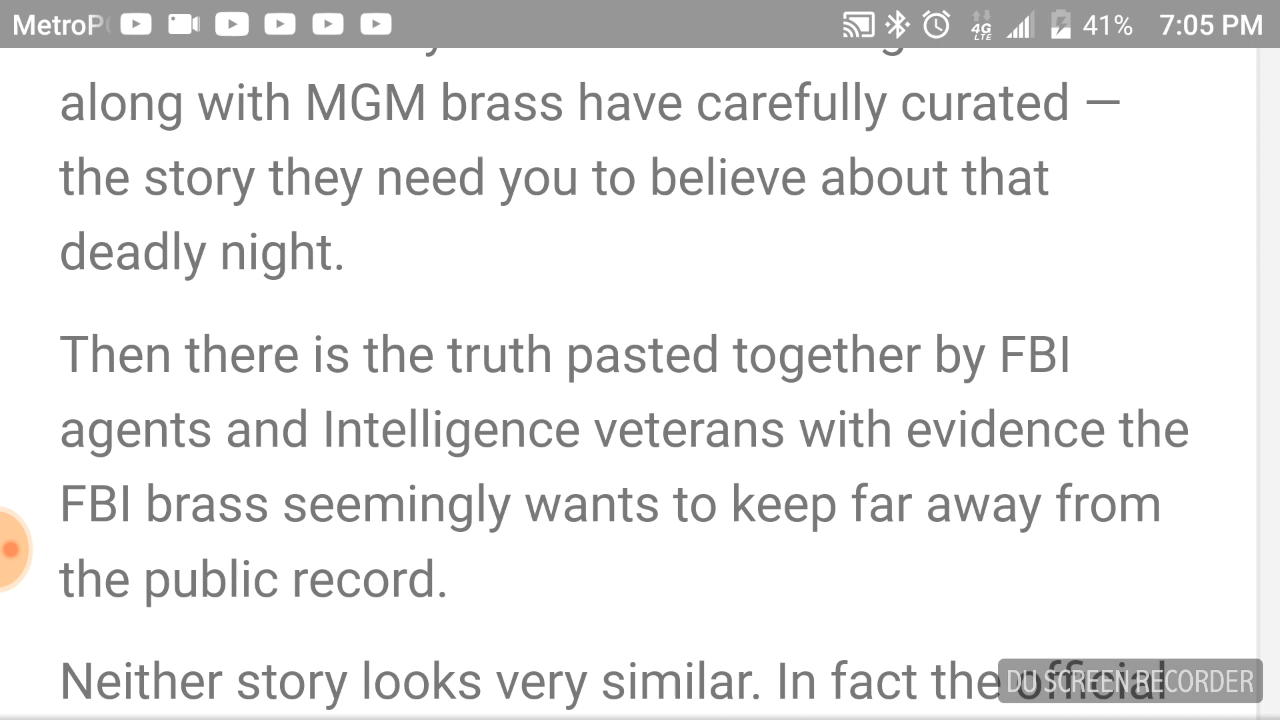 MetroP
41% 7:05 PM
4G
LTE
along with MGM brass have carefully curated —
the story they need you to believe about that
deadly night.
Then there is the truth pasted together by FBI
agents and Intelligence veterans with evidence the
FBI brass seemingly wants to keep far away from
the public record.
Neither story looks very similar. In fact the official
DU SCREEN RECORDER